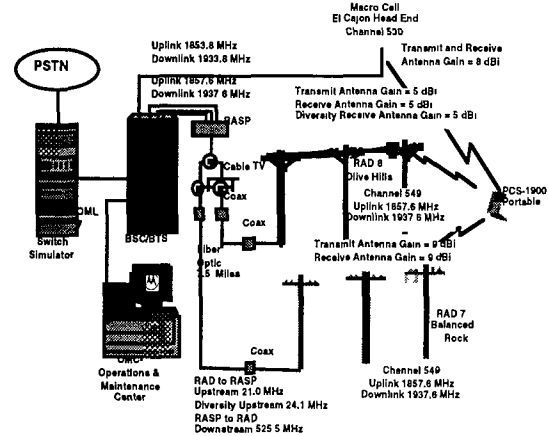 Macro Cell
El Cajon Head End
Channel 530
Uplink 1853.8 MHz
Downlink 1933.8 MHz
Transmit and Receive
Antenna Gain = 8 dBi
PSTN
Uplink 1857.6 MHz
Downlink 1937 6 MHz
Transmit Antenna Gain = 5 dBi
Receive Antenna Gain = 5 dBi
Diversity Receive Antenna Gain = 5 dBi
RASP
Cable TV
RAD 6
Olive Hills
Coax
Channel 549
Uplink 1857.6 MHz
Downlink 1937 6 MHz
PCS-1900
Portable
OML
Switch
Simulator
BSC/BTS
Coax
Fiber
Optic
Miles
Transmit Antenna Gain = 9 dBi
Receive Antenna Gain = 9 dBi
RAD 7
Balanced
Rock
OMC-
Operations &
Maintenance
Center
Coax
RAD to RASP
Upstream 21.0 MHz
Diversity Upstream 24.1 MHz
RASP to RAD
Downstream 525 5 MHz
Channel 549
Uplink 1857.6 MHz
Downlink 1937.6 MHz